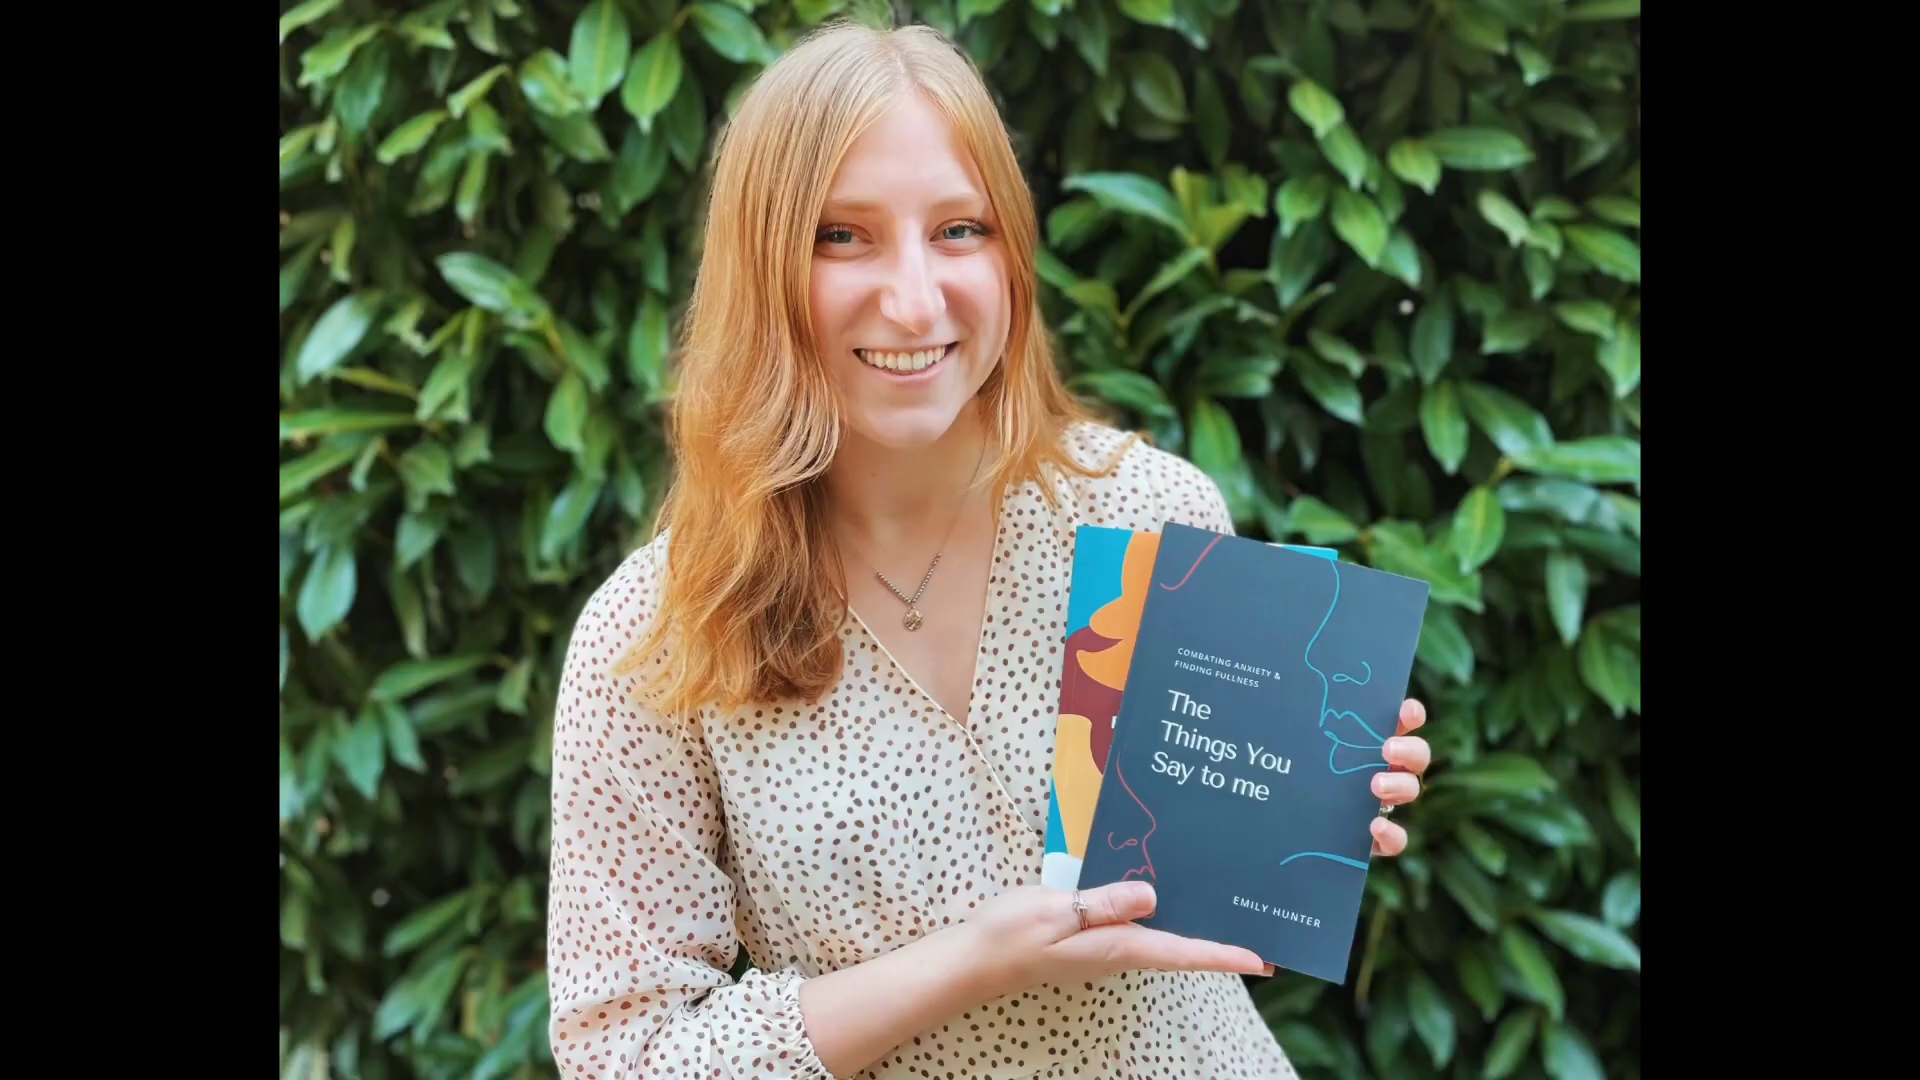 COMBATING ANXIETY &
FINDING FULLNESS
The
Things You
Say to me
EMILY HUNTER